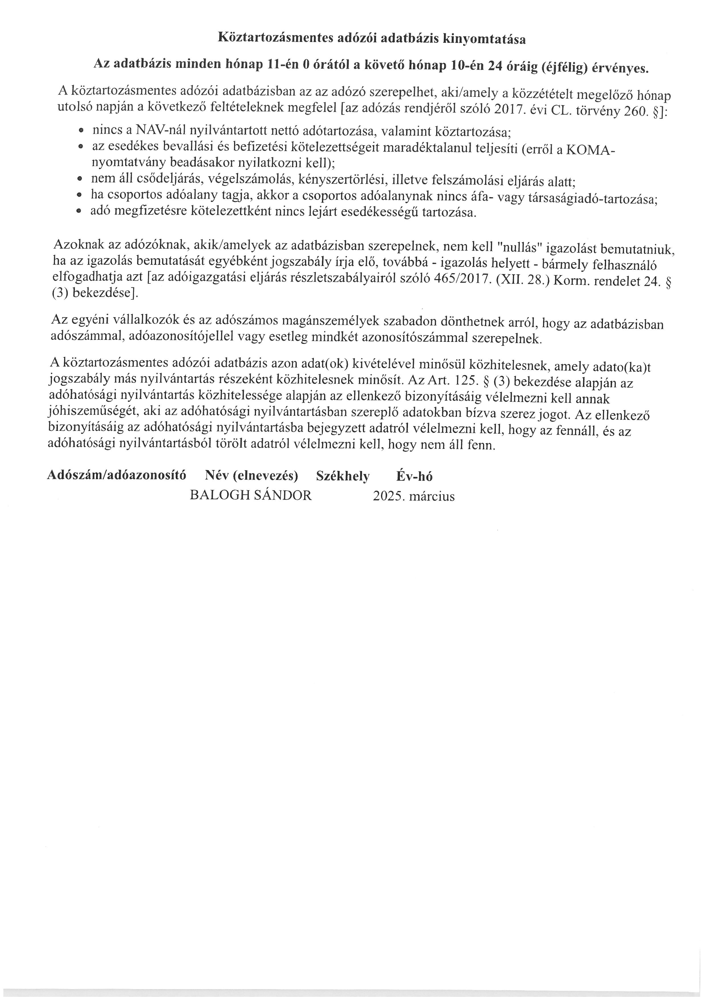 Köztartozásmentes adózói adatbázis kinyomtatása
Az adatbázis minden hónap 11-én 0 órától a követő hónap 10-én 24 óráig (éjfélig) érvényes.
A köztartozásmentes adózói adatbázisban az az adózó szerepelhet, aki/amely a közzétételt megelőző hónap
utolsó napján a következő feltételeknek megfelel [az adózás rendjéről szóló 2017. évi CL. törvény 260. §]:
• nincs a NAV-nál nyilvántartott nettó adótartozása, valamint köztartozása;
• az esedékes bevallási és befizetési kötelezettségeit maradéktalanul teljesíti (erről a KOMA-
nyomtatvány beadásakor nyilatkozni kell);
• nem áll csődeljárás, végelszámolás, kényszertörlési, illetve felszámolási eljárás alatt;
• ha csoportos adóalany tagja, akkor a csoportos adóalanynak nincs áfa- vagy társaságiadó-tartozása;
• adó megfizetésre kötelezettként nincs lejárt esedékességű tartozása.
Azoknak az adózóknak, akik/amelyek az adatbázisban szerepelnek, nem kell "nullás" igazolást bemutatniuk,
ha az igazolás bemutatását egyébként jogszabály írja elő, továbbá - igazolás helyett - bármely felhasználó
elfogadhatja azt [az adóigazgatási eljárás részletszabályairól szóló 465/2017. (XII. 28.) Korm. rendelet 24. §
(3) bekezdése].
Az egyéni vállalkozók és az adószámos magánszemélyek szabadon dönthetnek arról, hogy az adatbázisban
adószámmal, adóazonosítójellel vagy esetleg mindkét azonosítószámmal szerepelnek.
A köztartozásmentes adózói adatbázis azon adat(ok) kivételével minősül közhitelesnek, amely adato(ka)t
jogszabály más nyilvántartás részeként közhitelesnek minősít. Az Art. 125. § (3) bekezdése alapján az
adóhatósági nyilvántartás közhitelessége alapján az ellenkező bizonyításáig vélelmezni kell annak
jóhiszeműségét, aki az adóhatósági nyilvántartásban szereplő adatokban bízva szerez jogot. Az ellenkező
bizonyításáig az adóhatósági nyilvántartásba bejegyzett adatról vélelmezni kell, hogy az fennáll, és az
adóhatósági nyilvántartásból törölt adatról vélelmezni kell, hogy nem áll fenn.
Adószám/adóazonosító Név (elnevezés) Székhely Év-hó
BALOGH SÁNDOR 2025. március